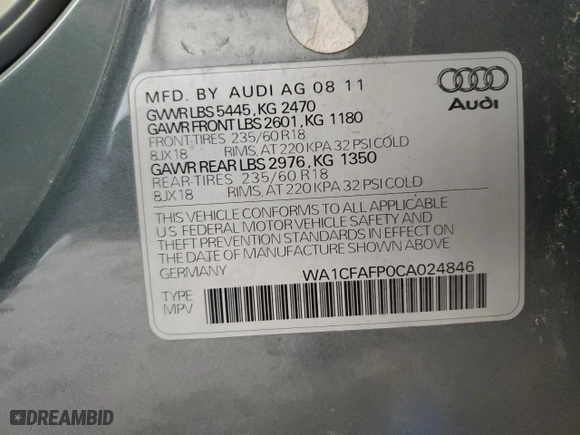 MFD. BY AUDI AG 08 11
GVWR LBS 5445, KG 2470
GAWR FRONT LBS 2601, KG 1180
FRONT-TIRES 235/60 R18
8JX18 RIMS, AT 220 KPA 32 PSI COLD
GAWR REAR LBS 2976, KG 1350
REAR-TIRES 235/60 R18
8JX18 RIMS, AT 220 KPA 32 PSI COLD
THIS VEHICLE CONFORMS TO ALL APPLICABLE
US FEDERAL MOTOR VEHICLE SAFETY AND
THEFT PREVENTION STANDARDS IN EFFECT ON
THE DATE OF MANUFACTURE SHOWN ABOVE
GERMANY WA1CFAFP0CA024846
TYPE
MPV
Audi
DREAMBID